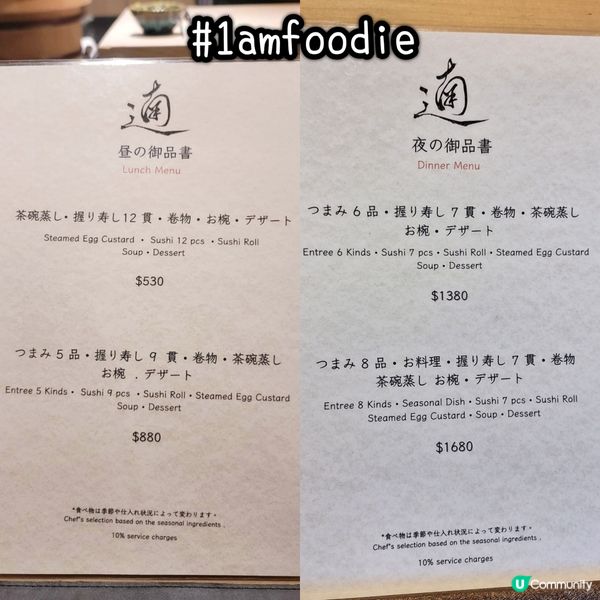 #1amfoodie
昼の御品書
Lunch Menu
茶碗蒸し・握り寿し12貫・巻物・お椀・デザート
Steamed Egg Custard ・ Sushi 12 pcs ・Sushi Roll
Soup・Dessert
$530
つまみ5品・握り寿し9 貫・巻物・茶碗蒸し
お椀 . デザート
Entree 5 Kinds・ Sushi 9 pcs ・Sushi Roll・Steamed Egg Custard
Soup・Dessert
$880
*食べ物は季節や仕入れ状況によって変わります。
Chef's selection based on the seasonal ingredients .
10% service charges
夜の御品書
Dinner Menu
つまみ6品・握り寿し7貫・巻物・茶碗蒸し
お椀・デザート
Entree 6 Kinds・Sushi 7 pcs・Sushi Roll・Steamed Egg Custard
Soup・Dessert
$1380
つまみ8品・お料理・握り寿し7貫・巻物
茶碗蒸し お椀・デザート
Entree 8 Kinds・Seasonal Dish・Sushi 7 pcs・Sushi Roll
Steamed Egg Custard・Soup・Dessert
$1680
*食べ物は季節や仕入れ状況によって変わります。
Chef's selection based on the seasonal ingredients .
10% service charges
U Community